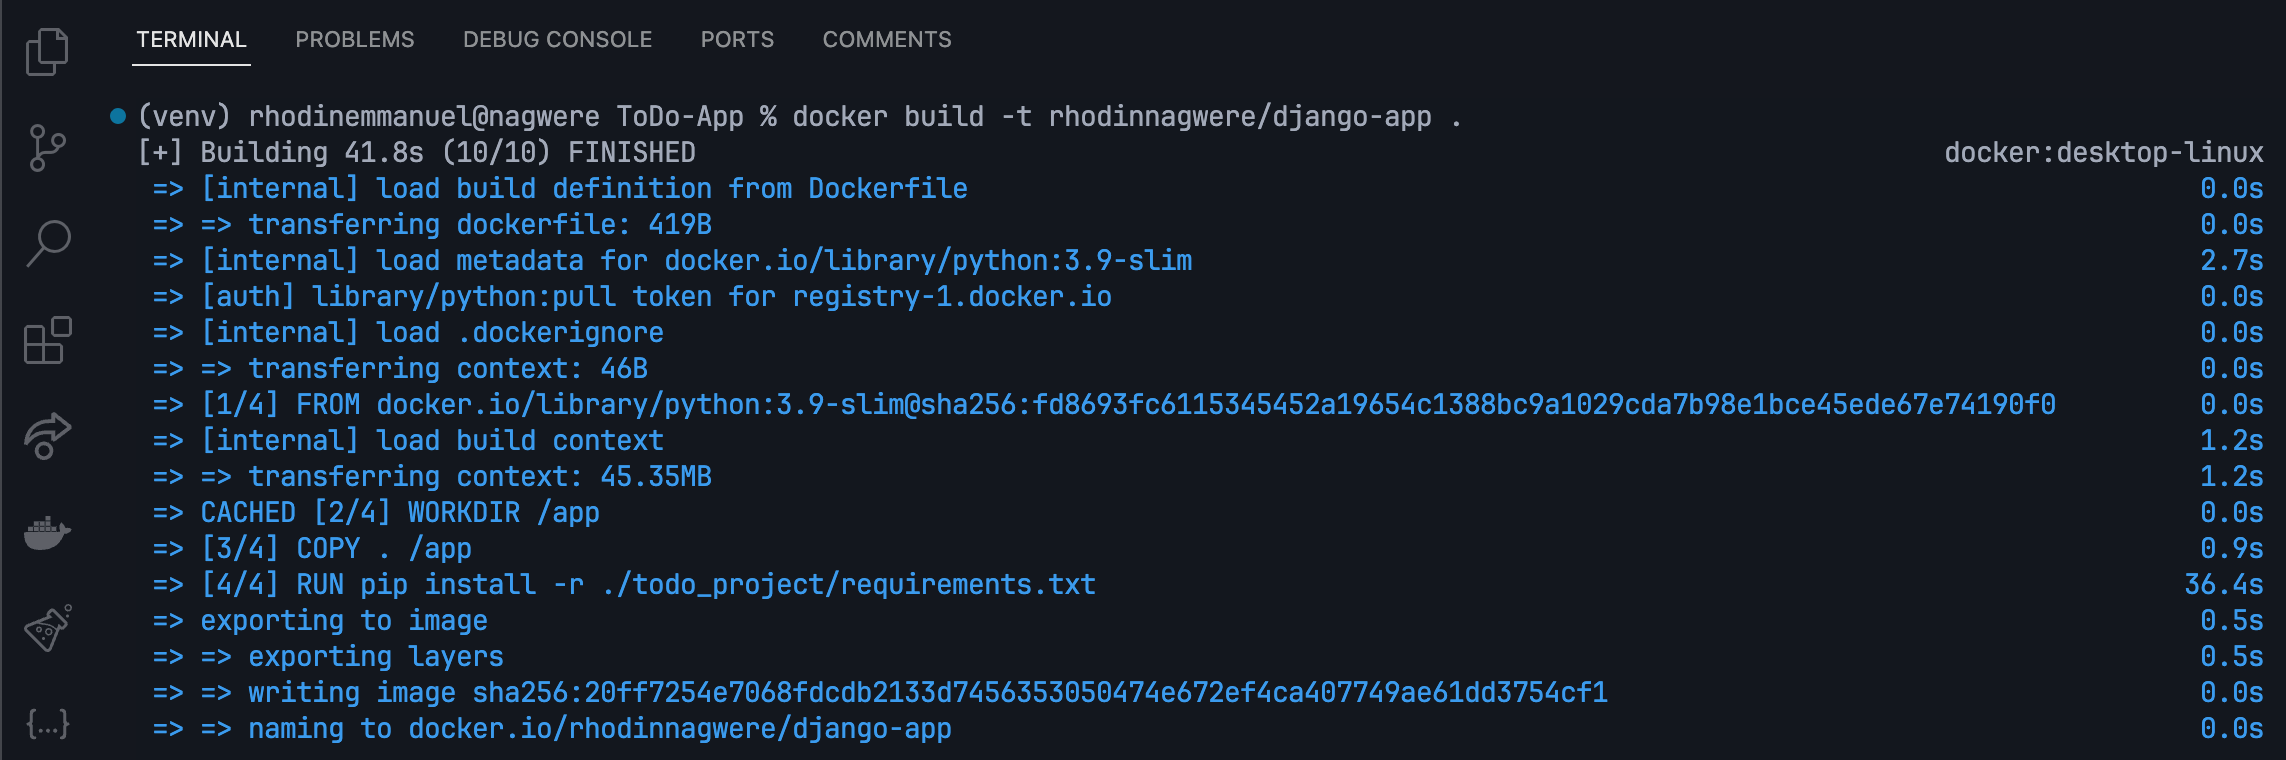 TERMINAL PROBLEMS DEBUG CONSOLE PORTS COMMENTS
(venv) rhodinemmanuel@nagwere ToDo-App % docker build -t rhodinnagwere/django-app .
[+] Building 41.8s (10/10) FINISHED docker:desktop-linux
=> [internal] load build definition from Dockerfile 0.0s
=> => transferring dockerfile: 419B 0.0s
=> [internal] load metadata for docker.io/library/python:3.9-slim 2.7s
=> [auth] library/python:pull token for registry-1.docker.io 0.0s
=> [internal] load .dockerignore 0.0s
=> => transferring context: 46B 0.0s
=> [1/4] FROM docker.io/library/python:3.9-slim@sha256:fd8693fc6115345452a19654c1388bc9a1029cda7b98e1bce45ede67e74190f0 0.0s
=> [internal] load build context 1.2s
=> => transferring context: 45.35MB 1.2s
=> CACHED [2/4] WORKDIR /app 0.0s
=> [3/4] COPY . /app 0.9s
=> [4/4] RUN pip install -r ./todo_project/requirements.txt 36.4s
=> exporting to image 0.5s
=> => exporting layers 0.5s
=> => writing image sha256:20ff7254e7068fdcdb2133d7456353050474e672ef4ca407749ae61dd3754cf1 0.0s
=> => naming to docker.io/rhodinnagwere/django-app 0.0s
{...}